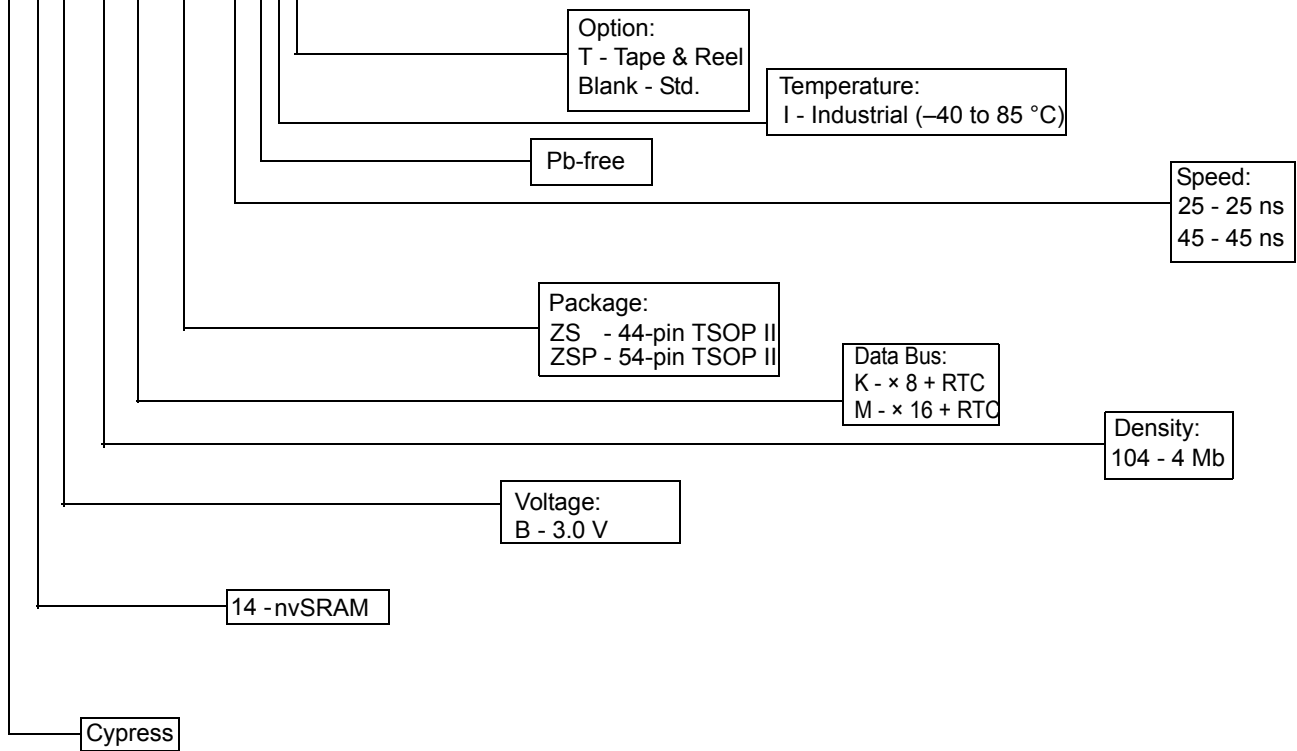 Option:
T - Tape & Reel
Blank - Std.
Temperature:
I - Industrial (–40 to 85 °C)
Pb-free
Speed:
25 - 25 ns
45 - 45 ns
Package:
ZS - 44-pin TSOP II
ZSP - 54-pin TSOP II
Data Bus:
K - × 8 + RTC
M - × 16 + RTC
Density:
104 - 4 Mb
Voltage:
B - 3.0 V
14 - nvSRAM
Cypress